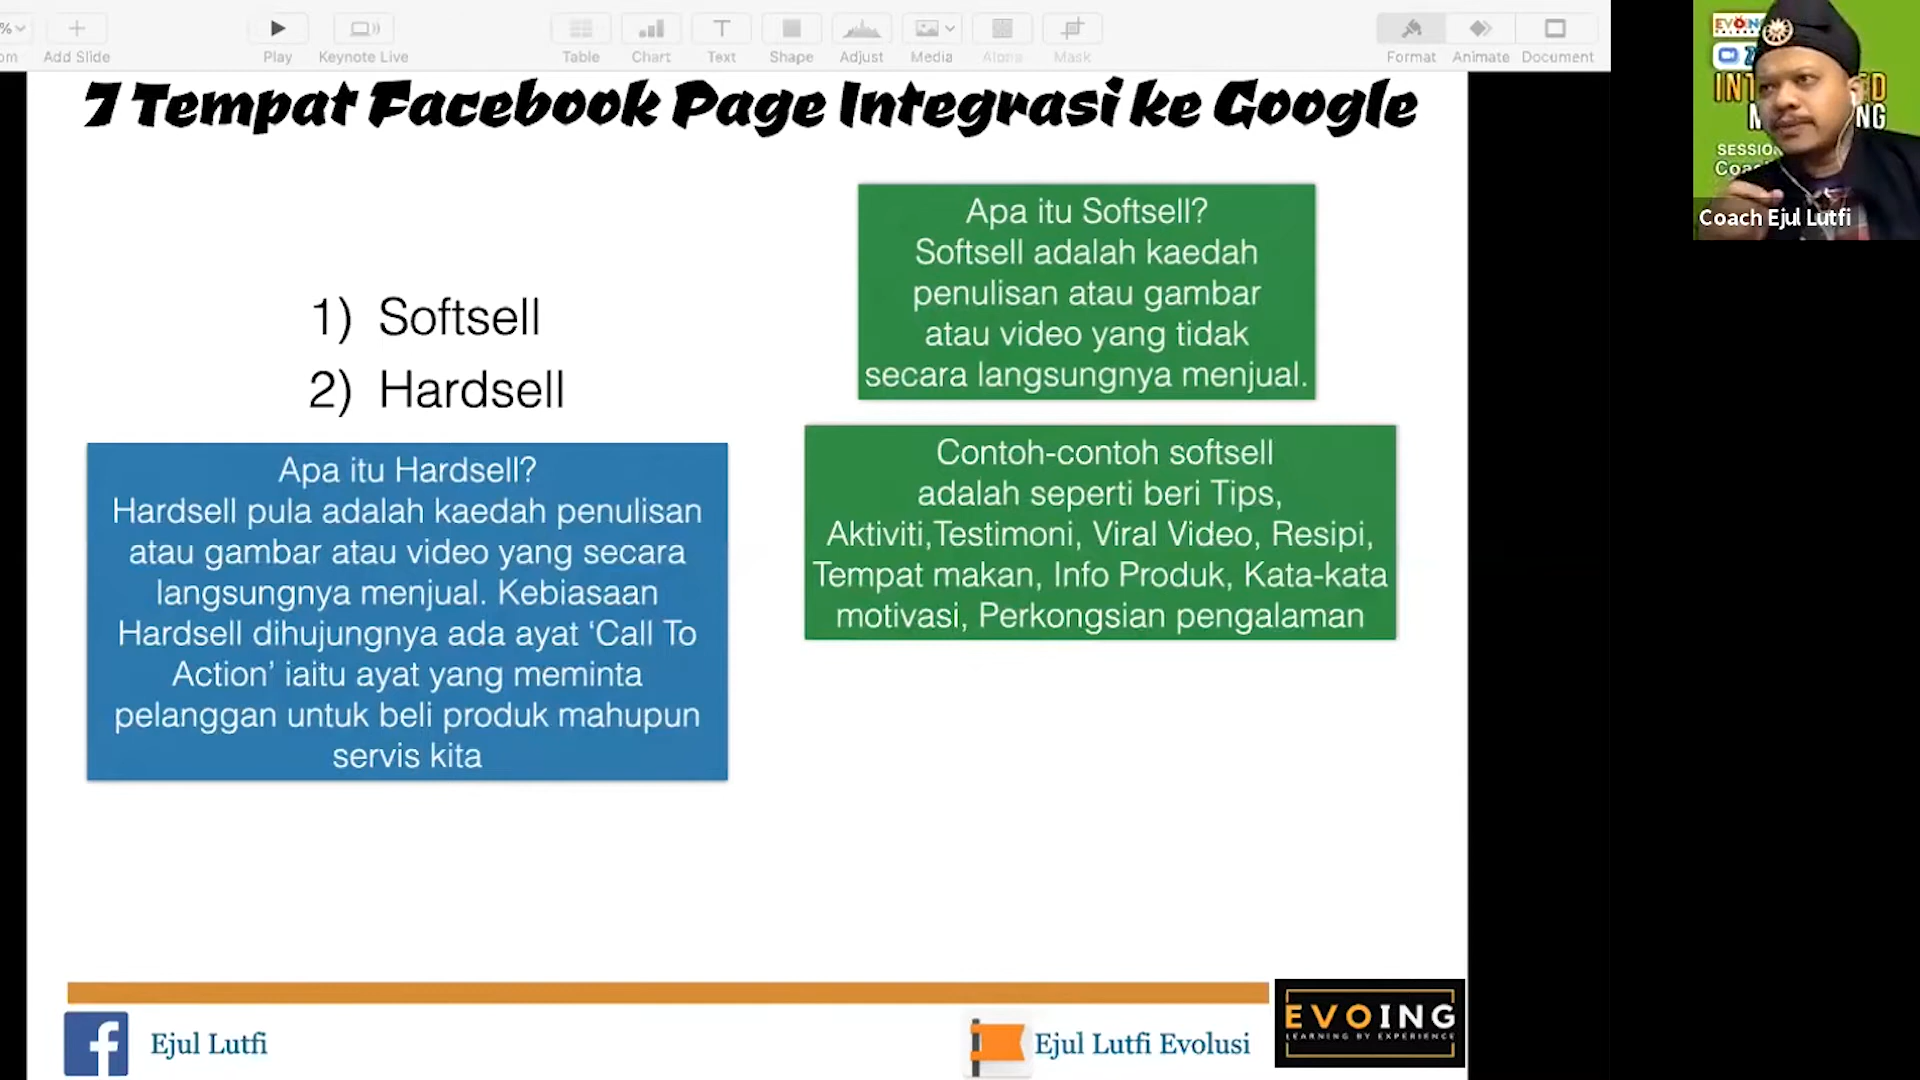 Add Slide
Play
Keynote Live
Table
Chart
Text
Shape
Adjust
Media
Mask
Format
Animate
Document
7 Tempat Facebook Page Integrasi ke Google
1) Softsell
2) Hardsell
Apa itu Hardsell?
Hardsell pula adalah kaedah penulisan
atau gambar atau video yang secara
langsungnya menjual. Kebiasaan
Hardsell dihujungnya ada ayat ‘Call To
Action’ iaitu ayat yang meminta
pelanggan untuk beli produk mahupun
servis kita
Apa itu Softsell?
Softsell adalah kaedah
penulisan atau gambar
atau video yang tidak
secara langsungnya menjual.
Contoh-contoh softsell
adalah seperti beri Tips,
Aktiviti,Testimoni, Viral Video, Resipi,
Tempat makan, Info Produk, Kata-kata
motivasi, Perkongsian pengalaman
Ejul Lutfi
Ejul Lutfi Evolusi
EVOING
LEARNING BY EXPERIENCE
Coach Ejul Lutfi